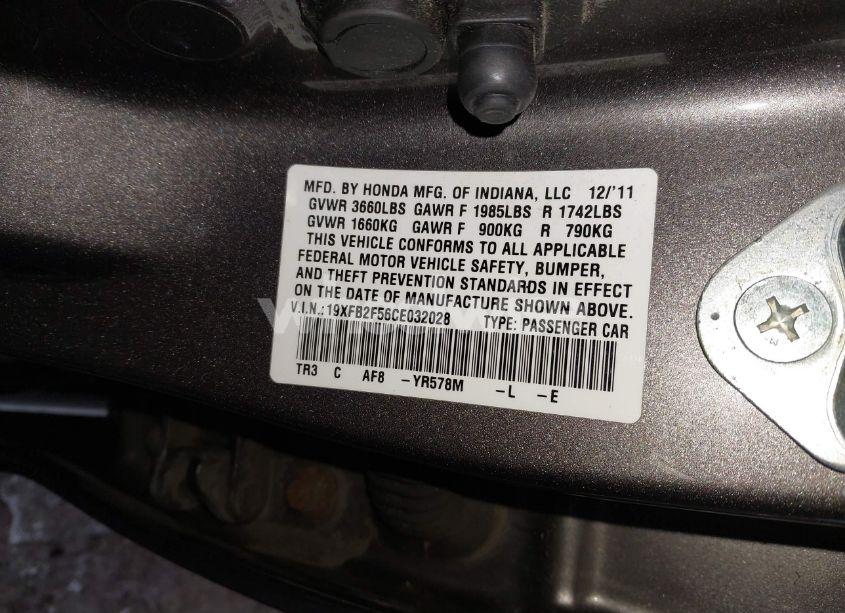 MFD. BY HONDA MFG. OF INDIANA, LLC 12/'11
GVWR 3660LBS GAWR F 1985LBS R 1742LBS
GVWR 1660KG GAWR F 900KG R 790KG
THIS VEHICLE CONFORMS TO ALL APPLICABLE
FEDERAL MOTOR VEHICLE SAFETY, BUMPER,
AND THEFT PREVENTION STANDARDS IN EFFECT
ON THE DATE OF MANUFACTURE SHOWN ABOVE.
V.I.N.:19XFB2F56CE032028 TYPE: PASSENGER CAR
TR3 C AF8 -YR578M -L -E